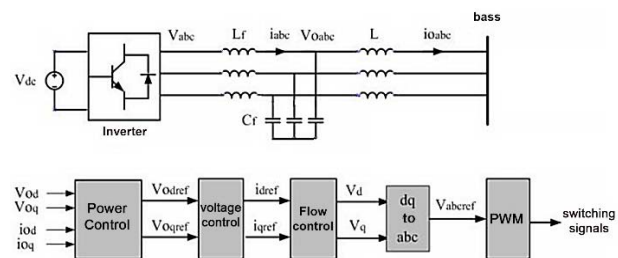 bass
Vabc
Lf
iabc
Voabc
L
ioabc
Vdc
Inverter
Cf
Vod
Voq
iod
ioq
Power
Control
Vodref
Voqref
voltage
control
idref
iqref
Flow
control
Vd
Vq
dq
to
abc
Vabcref
PWM
switching
signals